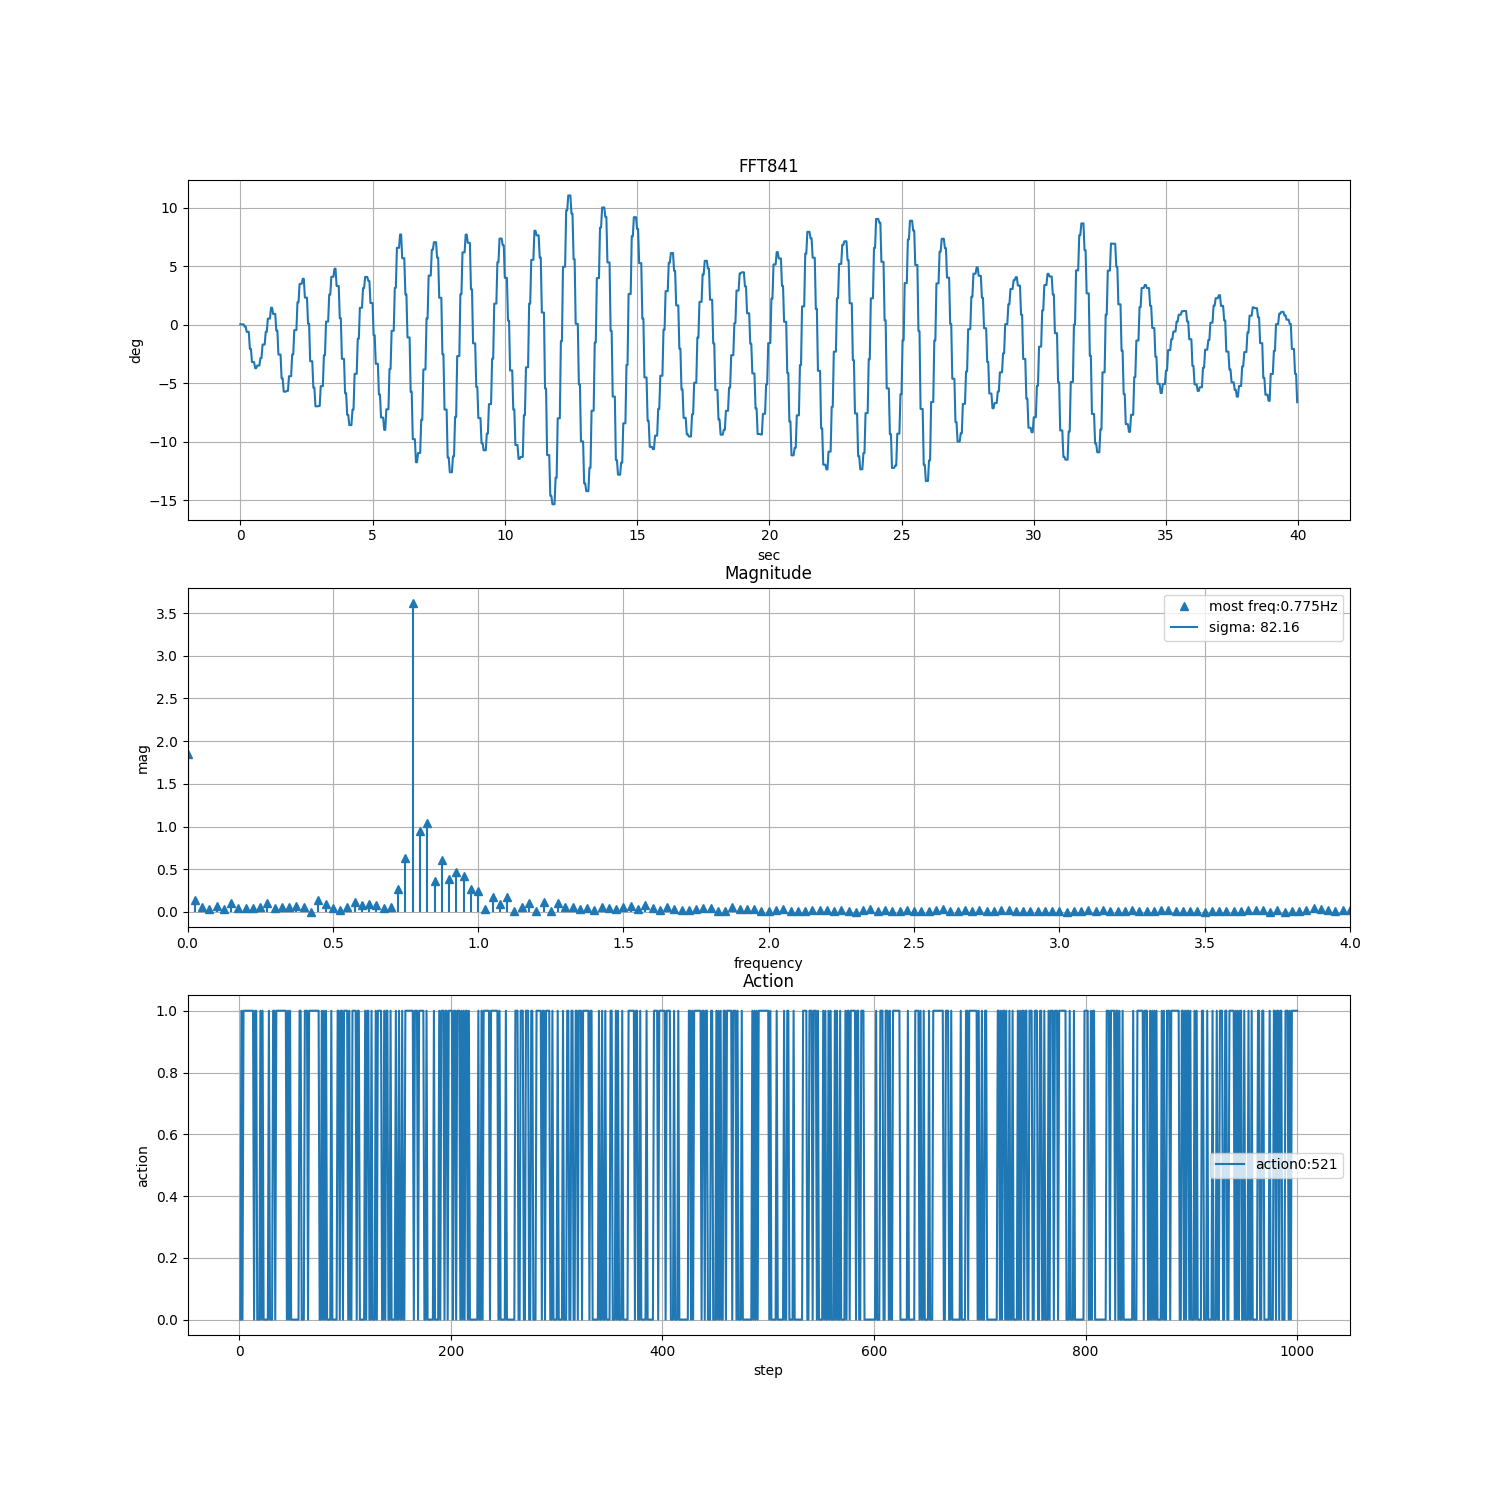 FFT841
10
5
0
−5
−10
−15
deg
0 5 10 15 20 25 30 35 40
sec
Magnitude
3.5
3.0
2.5
2.0
1.5
1.0
0.5
0.0
mag
most freq:0.775Hz
sigma: 82.16
0.0 0.5 1.0 1.5 2.0 2.5 3.0 3.5 4.0
frequency
Action
1.0
0.8
0.6
0.4
0.2
0.0
action
action0:521
0 200 400 600 800 1000
step